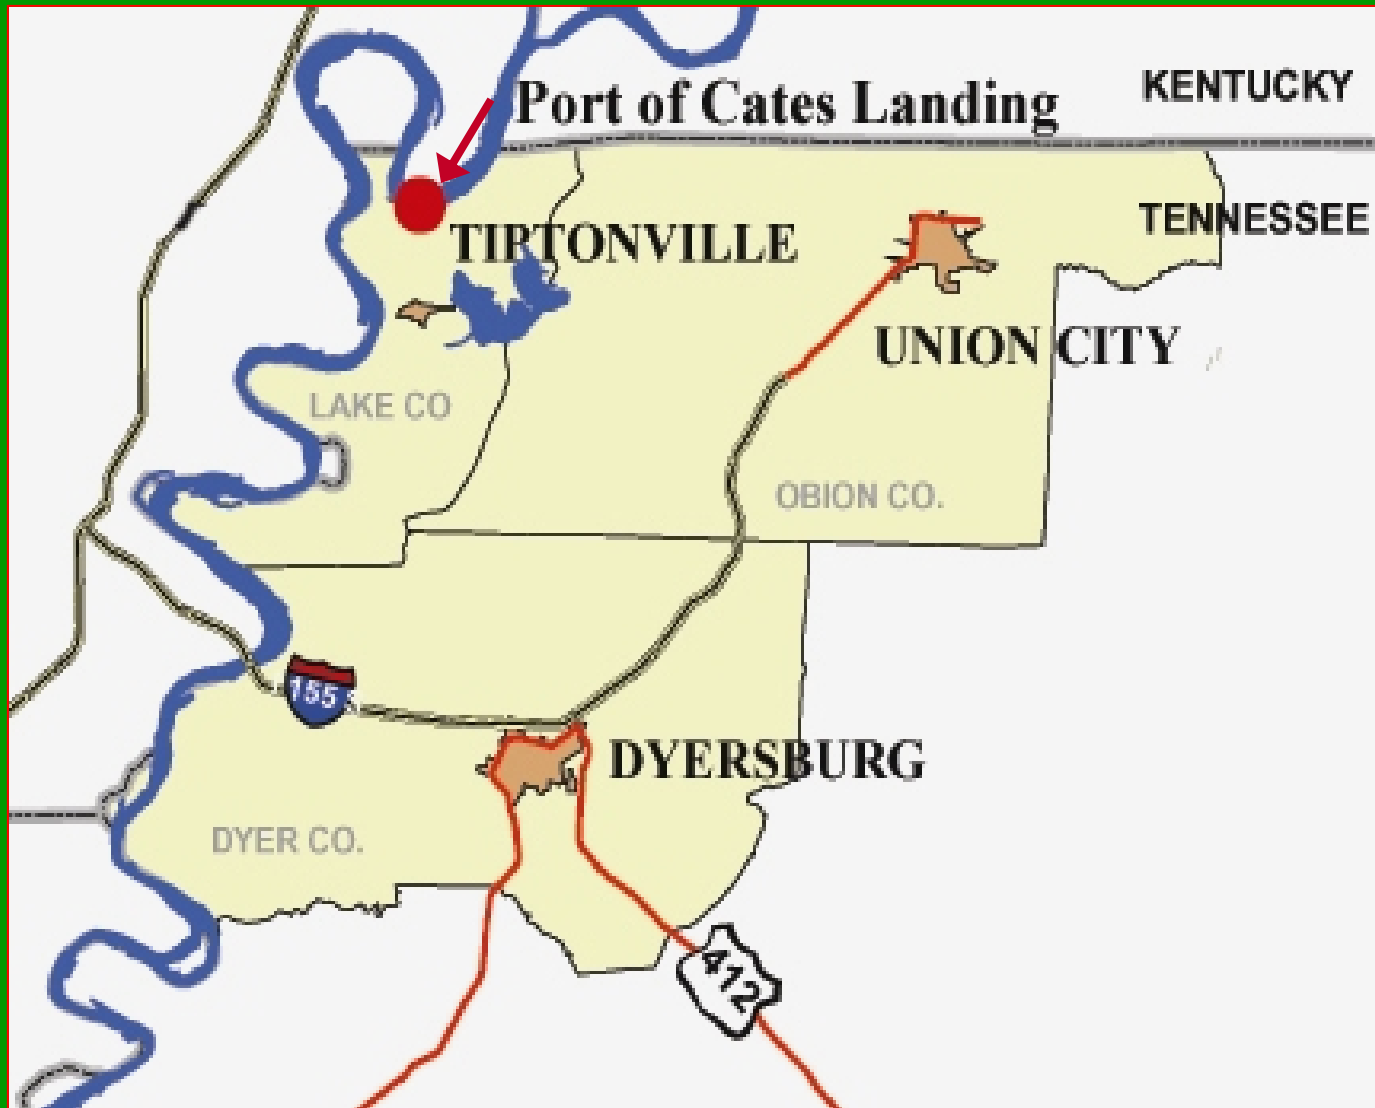 Port of Cates Landing
KENTUCKY
TENNESSEE
TIPTONVILLE
UNION CITY
LAKE CO
OBION CO.
155
DYERSBURG
DYER CO.
412